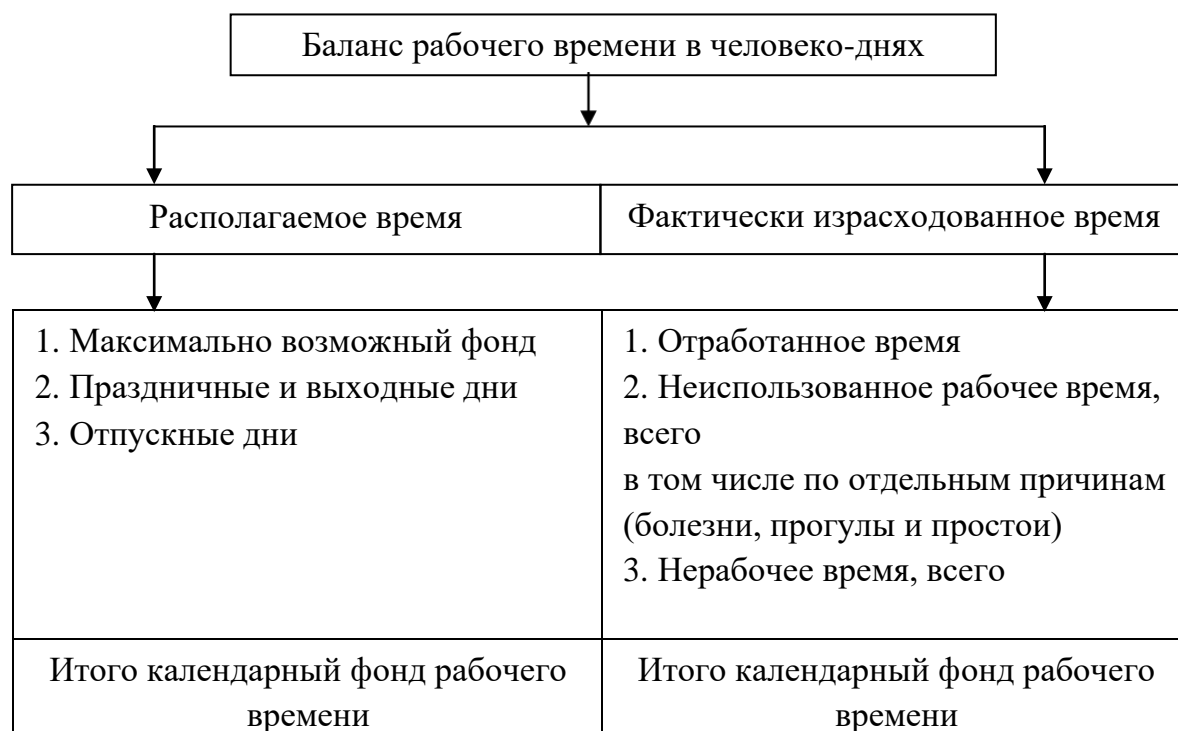 Баланс рабочего времени в человеко-днях
Располагаемое время
Фактически израсходованное время
1. Максимально возможный фонд
2. Праздничные и выходные дни
3. Отпускные дни
1. Отработанное время
2. Неиспользованное рабочее время,
всего
в том числе по отдельным причинам
(болезни, прогулы и простои)
3. Нерабочее время, всего
Итого календарный фонд рабочего
времени
Итого календарный фонд рабочего
времени